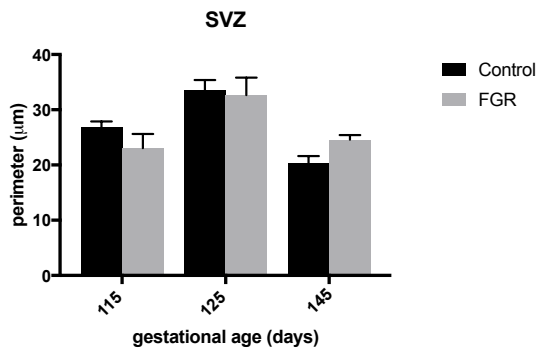 SVZ
Control
FGR
perimeter (μm)
40
30
20
10
0
115
125
145
gestational age (days)